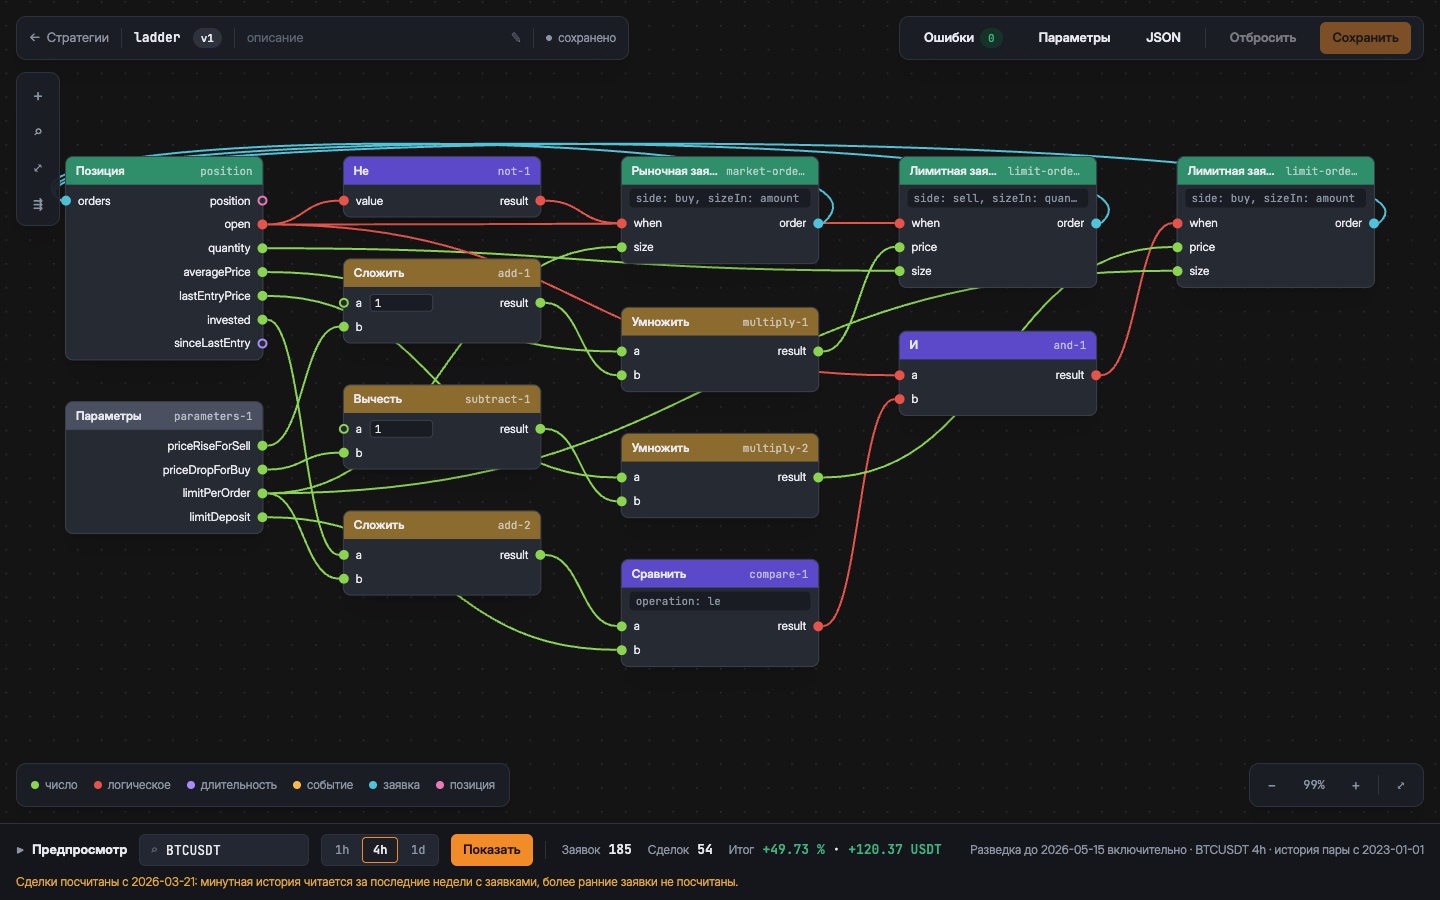 ← Стратегии ladder v1 описание сохранено
Ошибки 0 Параметры JSON Отбросить Сохранить
Позиция position
orders position
open
quantity
averagePrice
lastEntryPrice
invested
sinceLastEntry
Параметры parameters-1
priceRiseForSell
priceDropForBuy
limitPerOrder
limitDeposit
Не not-1
value result
Сложить add-1
a 1 result
b
Вычесть subtract-1
a 1 result
b
Сложить add-2
a result
b
Рыночная зая... market-orde...
side: buy, sizeIn: amount
when order
size
Умножить multiply-1
a result
b
Умножить multiply-2
a result
b
Сравнить compare-1
operation: le
a result
b
Лимитная зая... limit-orde...
side: sell, sizeIn: quan...
when order
price
size
И and-1
a result
b
Лимитная зая... limit-orde...
side: buy, sizeIn: amount
when order
price
size
число логическое длительность событие заявка позиция
− 99% +
Предпросмотр BTCUSDT 1h 4h 1d Показать Заявок 185 Сделок 54 Итог +49.73 % • +120.37 USDT Разведка до 2026-05-15 включительно · BTCUSDT 4h · история пары с 2023-01-01
Сделки посчитаны с 2026-03-21: минутная история читается за последние недели с заявками, более ранние заявки не посчитаны.